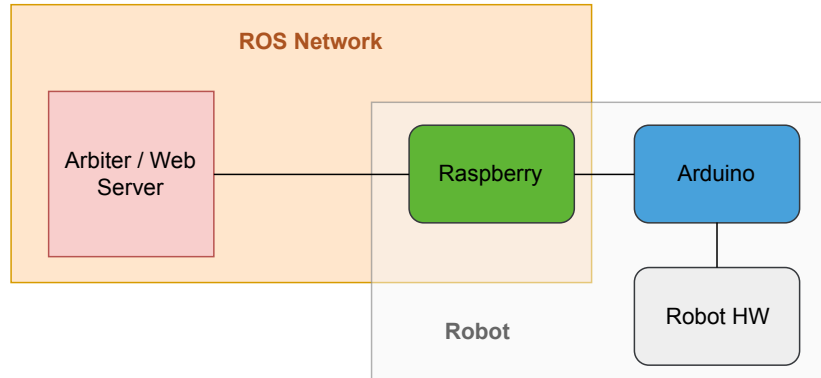 ROS Network
Arbiter / Web
Server
Raspberry
Arduino
Robot HW
Robot